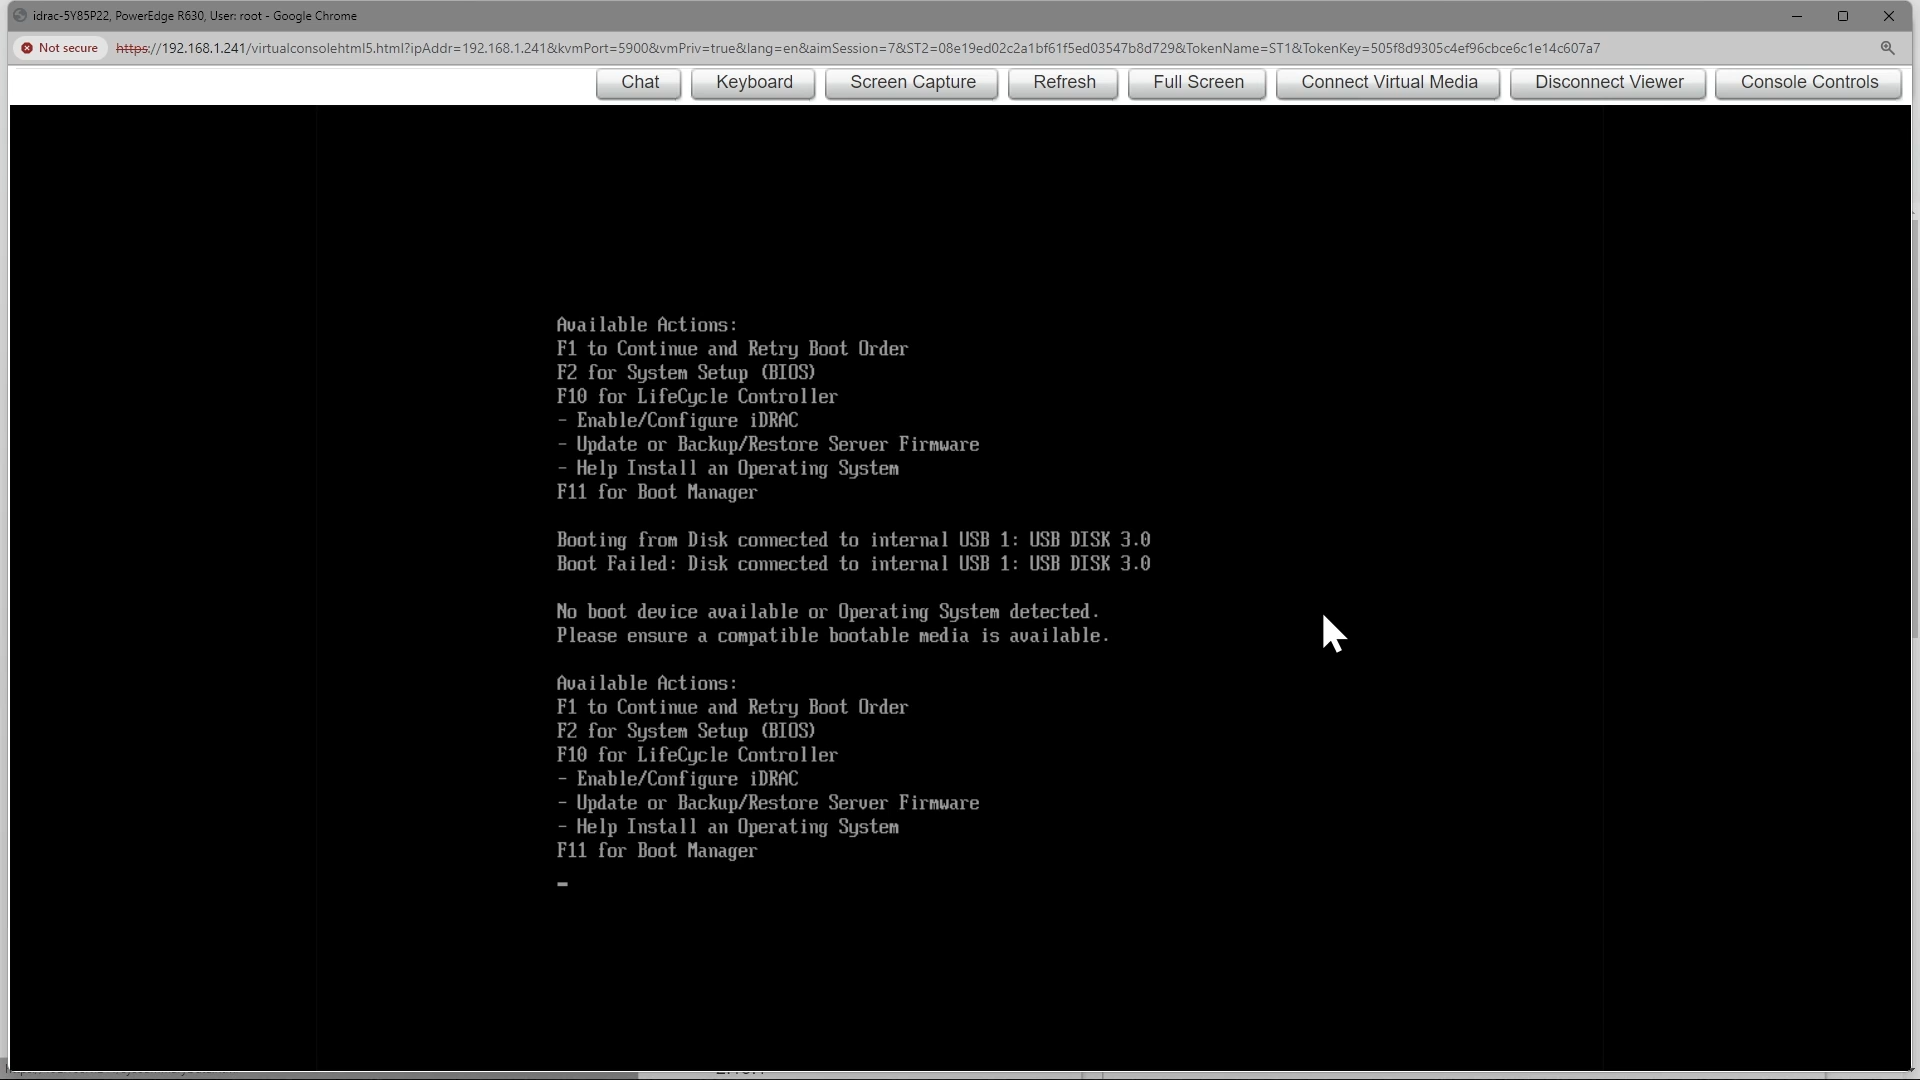 idrac-5Y85P22, PowerEdge R630, User: root - Google Chrome
Not secure https://192.168.1.241/virtualconsolehtml5.html?ipAddr=192.168.1.241&kvmPort=5900&vmPriv=true&lang=en&aimSession=7&ST2=08e19ed02c2a1bf61f5ed03547b8d729&TokenName=ST1&TokenKey=505f8d9305c4ef96cbce6c1e14c607a7
Chat Keyboard Screen Capture Refresh Full Screen Connect Virtual Media Disconnect Viewer Console Controls
Available Actions:
F1 to Continue and Retry Boot Order
F2 for System Setup (BIOS)
F10 for LifeCycle Controller
- Enable/Configure iDRAC
- Update or Backup/Restore Server Firmware
- Help Install an Operating System
F11 for Boot Manager
Booting from Disk connected to internal USB 1: USB DISK 3.0
Boot Failed: Disk connected to internal USB 1: USB DISK 3.0
No boot device available or Operating System detected.
Please ensure a compatible bootable media is available.
Available Actions:
F1 to Continue and Retry Boot Order
F2 for System Setup (BIOS)
F10 for LifeCycle Controller
- Enable/Configure iDRAC
- Update or Backup/Restore Server Firmware
- Help Install an Operating System
F11 for Boot Manager